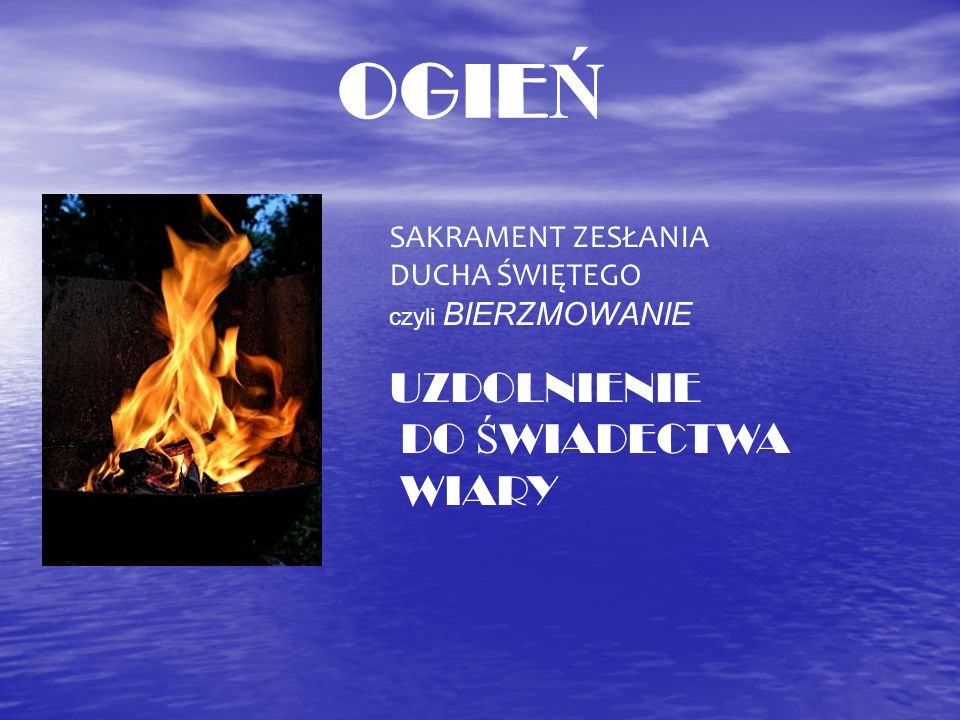 OGIEŃ
SAKRAMENT ZESŁANIA
DUCHA ŚWIĘTEGO
czyli BIERZMOWANIE
UZDOLNIENIE
DO ŚWIADECTWA
WIARY